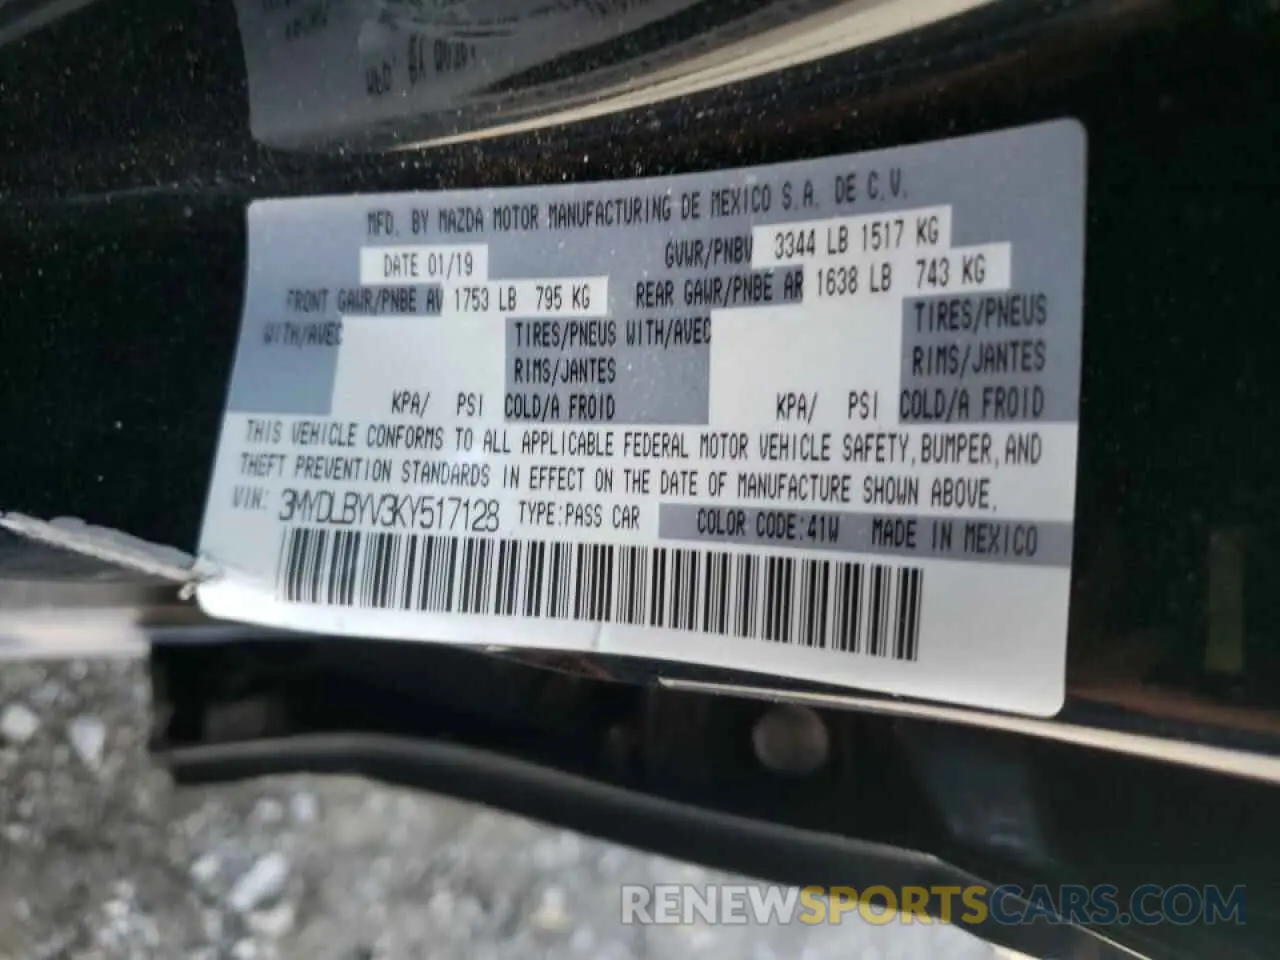 MFD. BY MAZDA MOTOR MANUFACTURING DE MEXICO S.A. DE C.V.
DATE 01/19 GVWR/PNBV 3344 LB 1517 KG
FRONT GAWR/PNBE AV 1753 LB 795 KG REAR GAWR/PNBE AR 1638 LB 743 KG
WITH/AVEC TIRES/PNEUS WITH/AVEC TIRES/PNEUS
RIMS/JANTES RIMS/JANTES
KPA/ PSI COLD/A FROID KPA/ PSI COLD/A FROID
THIS VEHICLE CONFORMS TO ALL APPLICABLE FEDERAL MOTOR VEHICLE SAFETY, BUMPER, AND
THEFT PREVENTION STANDARDS IN EFFECT ON THE DATE OF MANUFACTURE SHOWN ABOVE.
VIN: 3MYDLBYV3KY517128 TYPE:PASS CAR COLOR CODE:41W MADE IN MEXICO
RENEWSPORTSCARS.COM